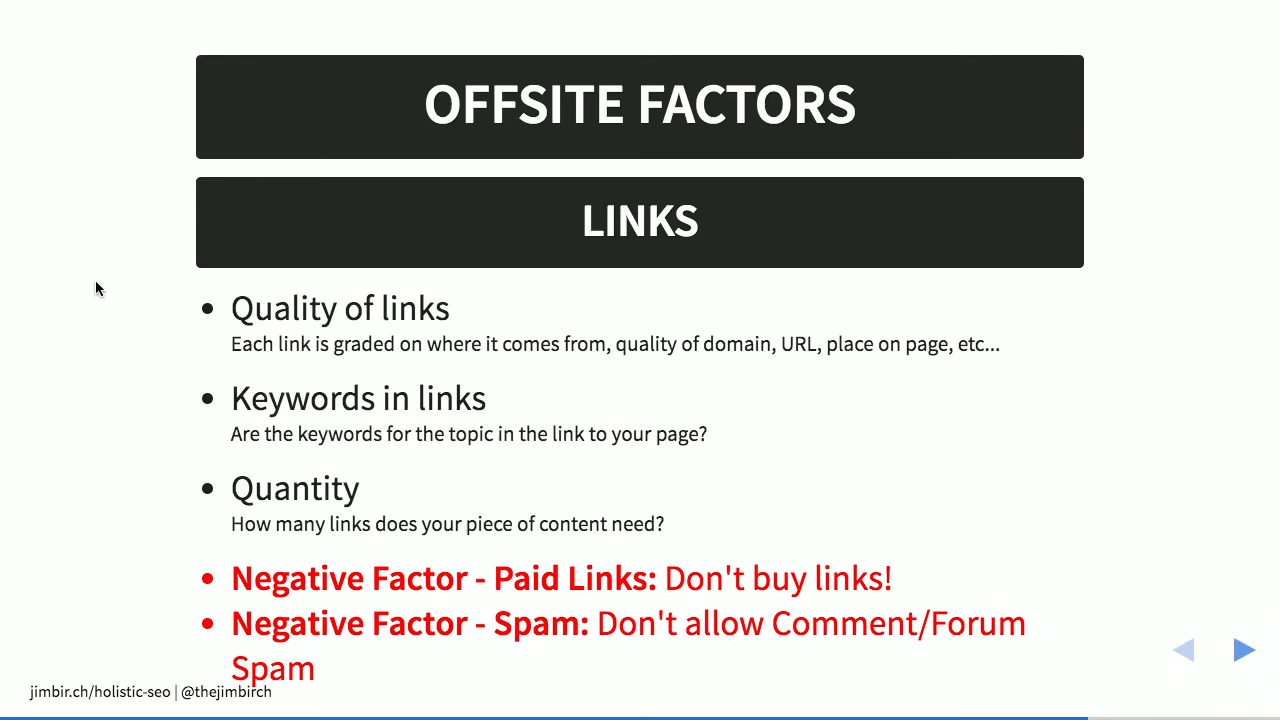 OFFSITE FACTORS
LINKS
• Quality of links
Each link is graded on where it comes from, quality of domain, URL, place on page, etc...
• Keywords in links
Are the keywords for the topic in the link to your page?
• Quantity
How many links does your piece of content need?
• Negative Factor - Paid Links: Don't buy links!
• Negative Factor - Spam: Don't allow Comment/Forum
Spam
jimbir.ch/holistic-seo | @thejimbirch